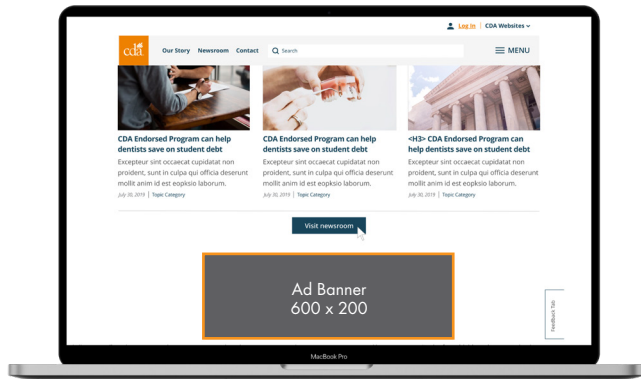 Log In | CDA Websites
cda
Our Story Newsroom Contact
Search
MENU
CDA Endorsed Program can help
dentists save on student debt
Excepteur sint occaecat cupidatat non
proident, sunt in culpa qui officia deserunt
mollit anim id est eopksio laborum.
July 30, 2019 | Topic Category
CDA Endorsed Program can help
dentists save on student debt
Excepteur sint occaecat cupidatat non
proident, sunt in culpa qui officia deserunt
mollit anim id est eopksio laborum.
July 30, 2019 | Topic Category
<H3> CDA Endorsed Program can
help dentists save on student debt
Excepteur sint occaecat cupidatat non
proident, sunt in culpa qui officia deserunt
mollit anim id est eopksio laborum.
July 30, 2019 | Topic Category
Visit newsroom
Ad Banner
600 x 200
Feedback Tab
MacBook Pro